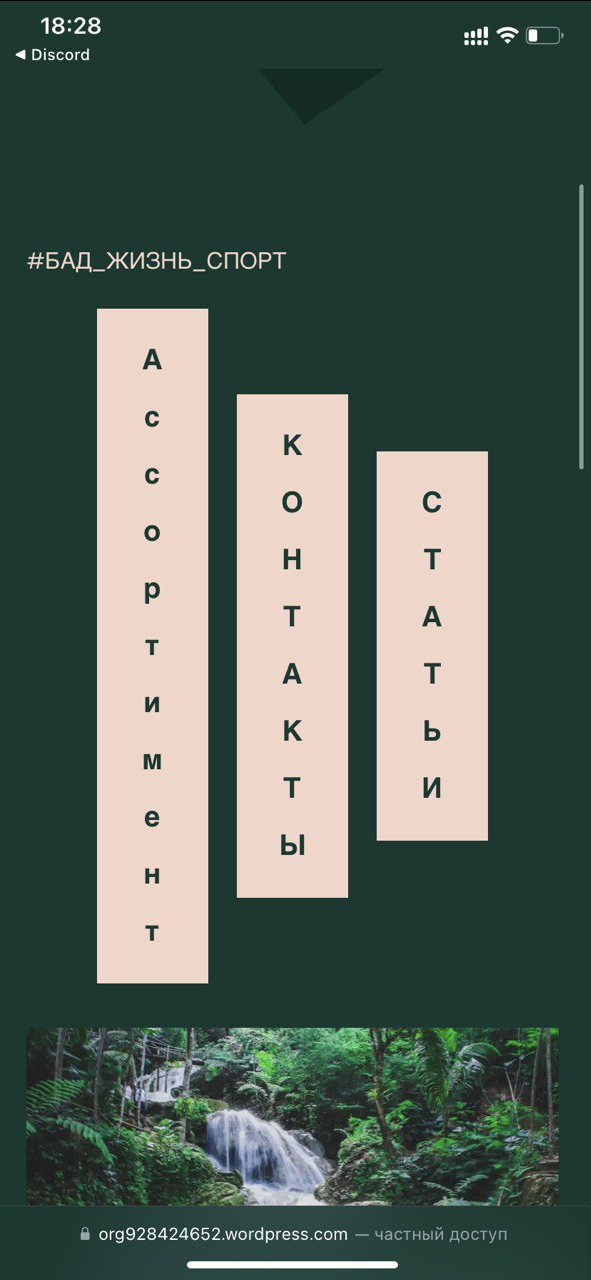 18:28
◀ Discord
#БАД_ЖИЗНЬ_СПОРТ
Ассортимент
КОНТАКТЫ
СТАТЬИ
org928424652.wordpress.com — частный доступ